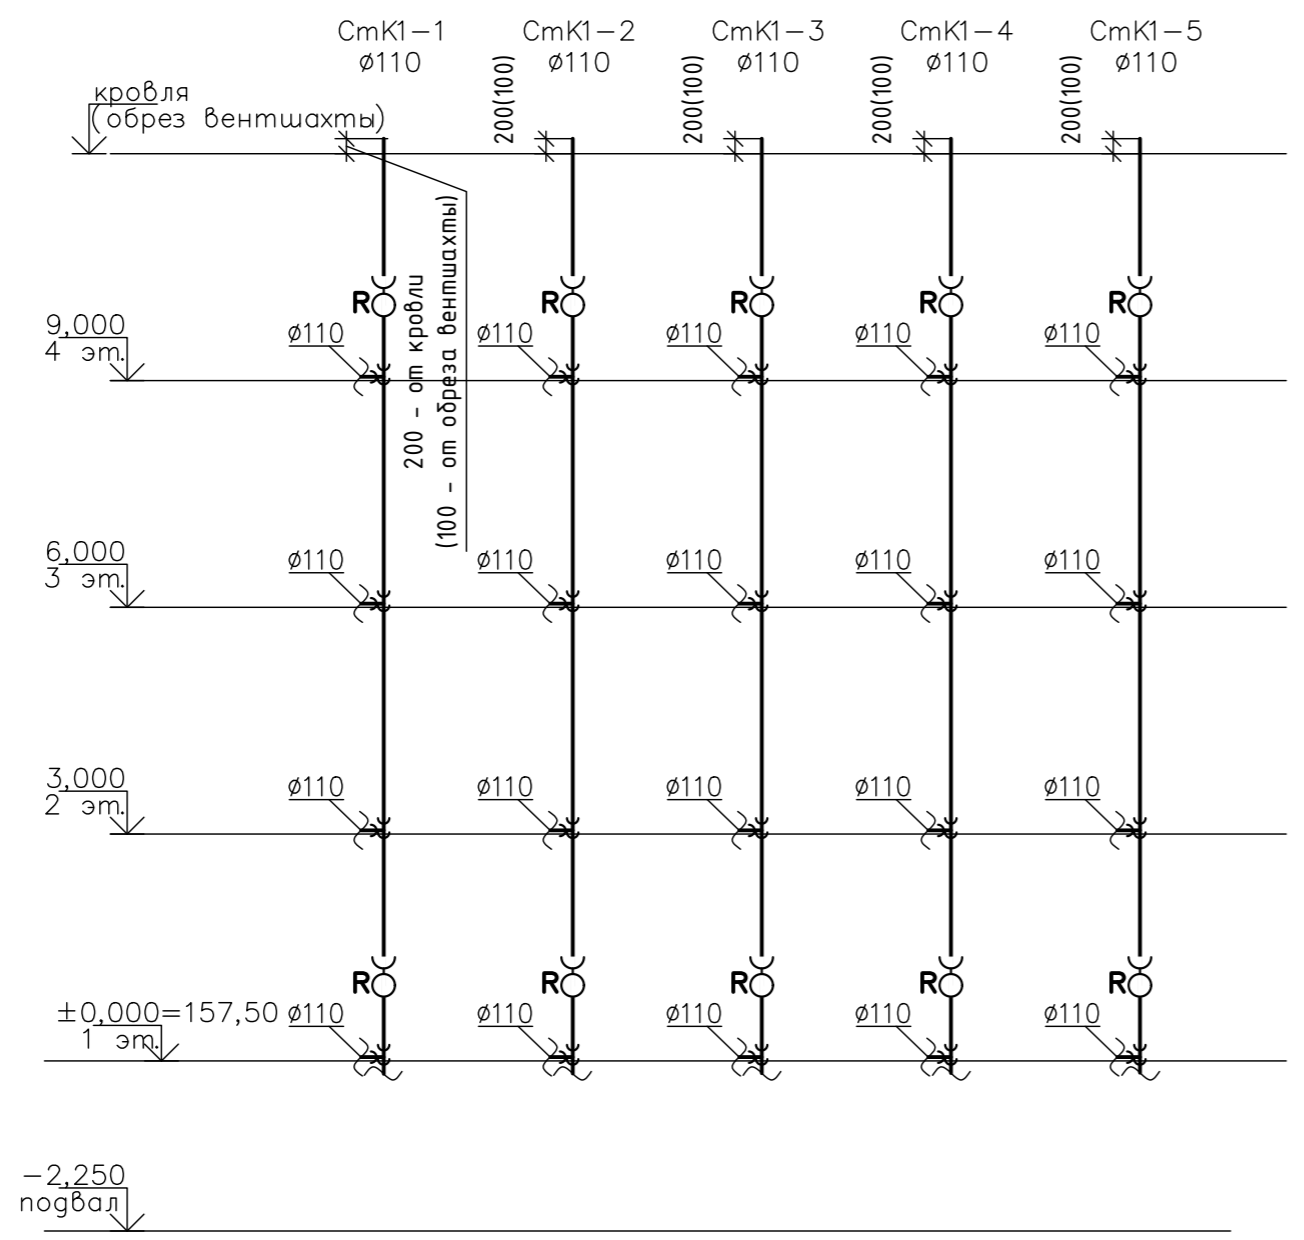 СтК1-1 СтК1-2 СтК1-3 СтК1-4 СтК1-5
ø110 ø110 ø110 ø110 ø110
200(100) 200(100) 200(100) 200(100)
кровля
(обрез вентшахты)
200 - от кровли
(100 - от обреза вентшахты)
R R R R R
9,000
4 эт.
ø110 ø110 ø110 ø110 ø110
6,000
3 эт.
ø110 ø110 ø110 ø110 ø110
3,000
2 эт.
ø110 ø110 ø110 ø110 ø110
R R R R R
±0,000=157,50 ø110 ø110 ø110 ø110 ø110
1 эт.
-2,250
подвал